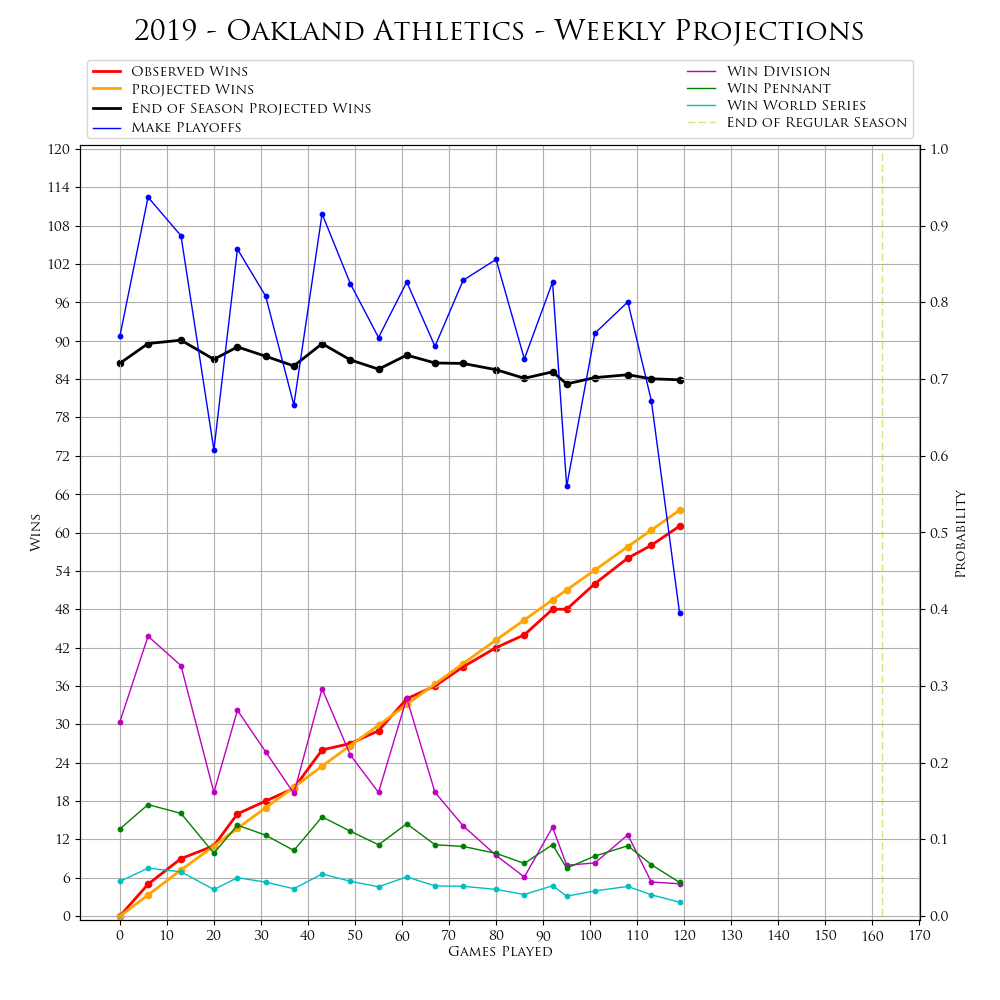 2019 - Oakland Athletics - Weekly Projections
Observed Wins
Projected Wins
End of Season Projected Wins
Make Playoffs
Win Division
Win Pennant
Win World Series
End of Regular Season
120
114
108
102
96
90
84
78
72
66
60
54
48
42
36
30
24
18
12
6
0
Wins
1.0
0.9
0.8
0.7
0.6
0.5
0.4
0.3
0.2
0.1
0.0
Probability
0 10 20 30 40 50 60 70 80 90 100 110 120 130 140 150 160 170
Games Played